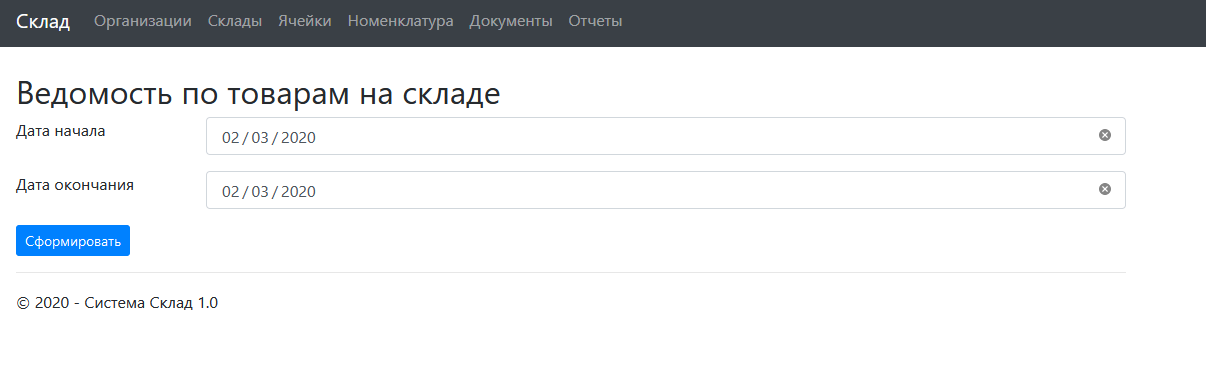 Склад Организации Склады Ячейки Номенклатура Документы Отчеты
Ведомость по товарам на складе
Дата начала 02 / 03 / 2020
Дата окончания 02 / 03 / 2020
Сформировать
© 2020 - Система Склад 1.0